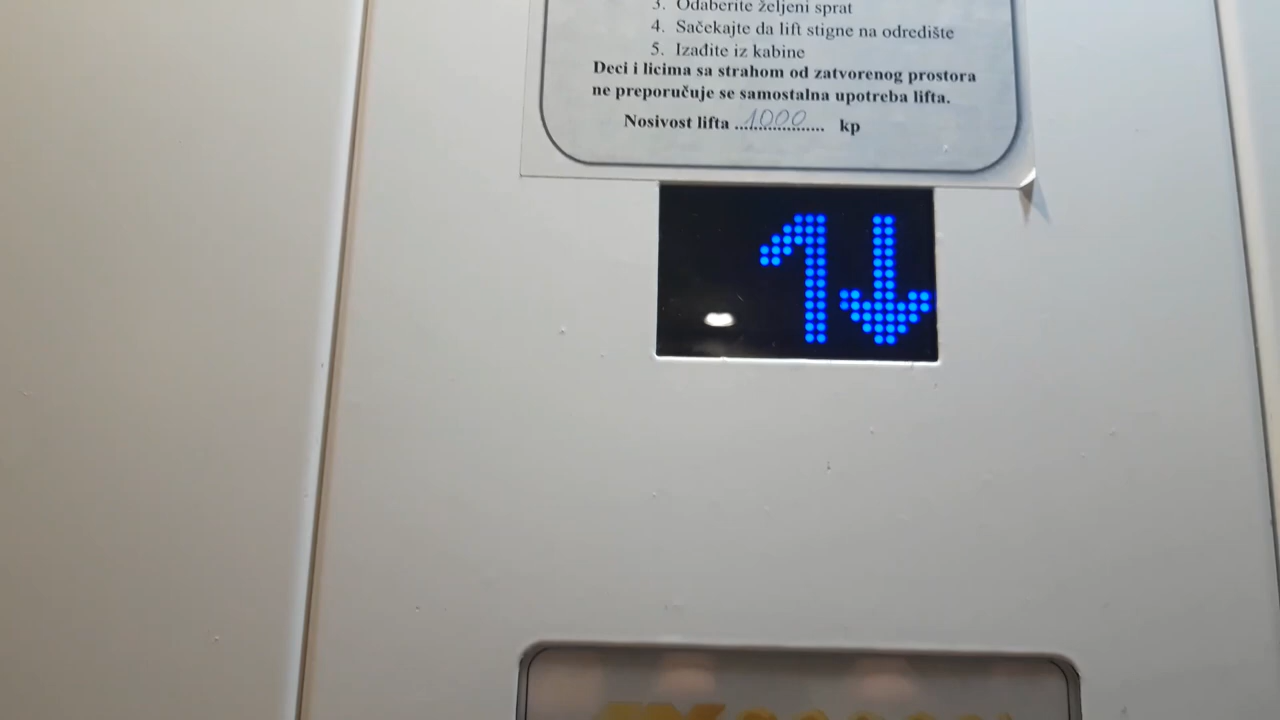 3. Odaberite željeni sprat
4. Sačekajte da lift stigne na odredište
5. Izađite iz kabine
Deci i licima sa strahom od zatvorenog prostora
ne preporučuje se samostalna upotreba lifta.
Nosivost lifta ...1000... kp
1↓